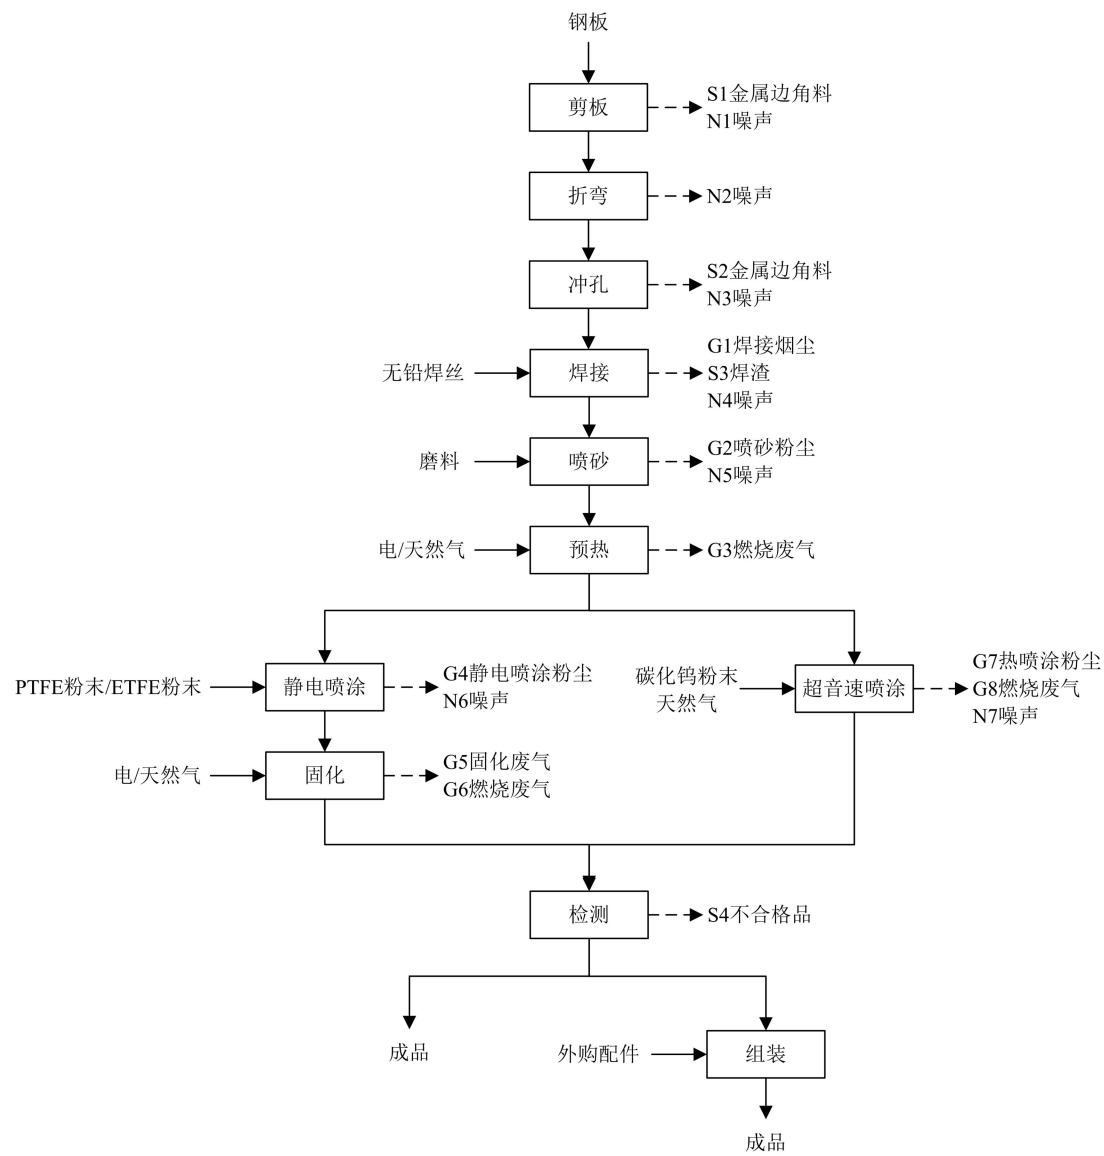 钢板
剪板
S1金属边角料
N1噪声
折弯
N2噪声
冲孔
S2金属边角料
N3噪声
无铅焊丝
焊接
G1焊接烟尘
S3焊渣
N4噪声
磨料
喷砂
G2喷砂粉尘
N5噪声
电/天然气
预热
G3燃烧废气
PTFE粉末/ETFE粉末
静电喷涂
G4静电喷涂粉尘
N6噪声
碳化钨粉末
天然气
超音速喷涂
G7热喷涂粉尘
G8燃烧废气
N7噪声
电/天然气
固化
G5固化废气
G6燃烧废气
检测
S4不合格品
成品
外购配件
组装
成品